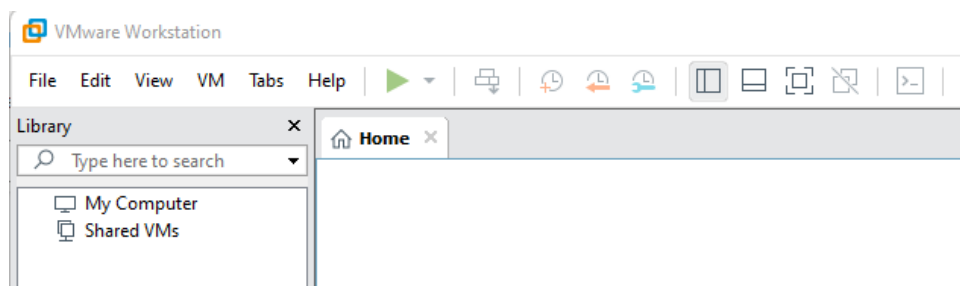 VMware Workstation
File Edit View VM Tabs Help
Library
Home
Type here to search
My Computer
Shared VMs